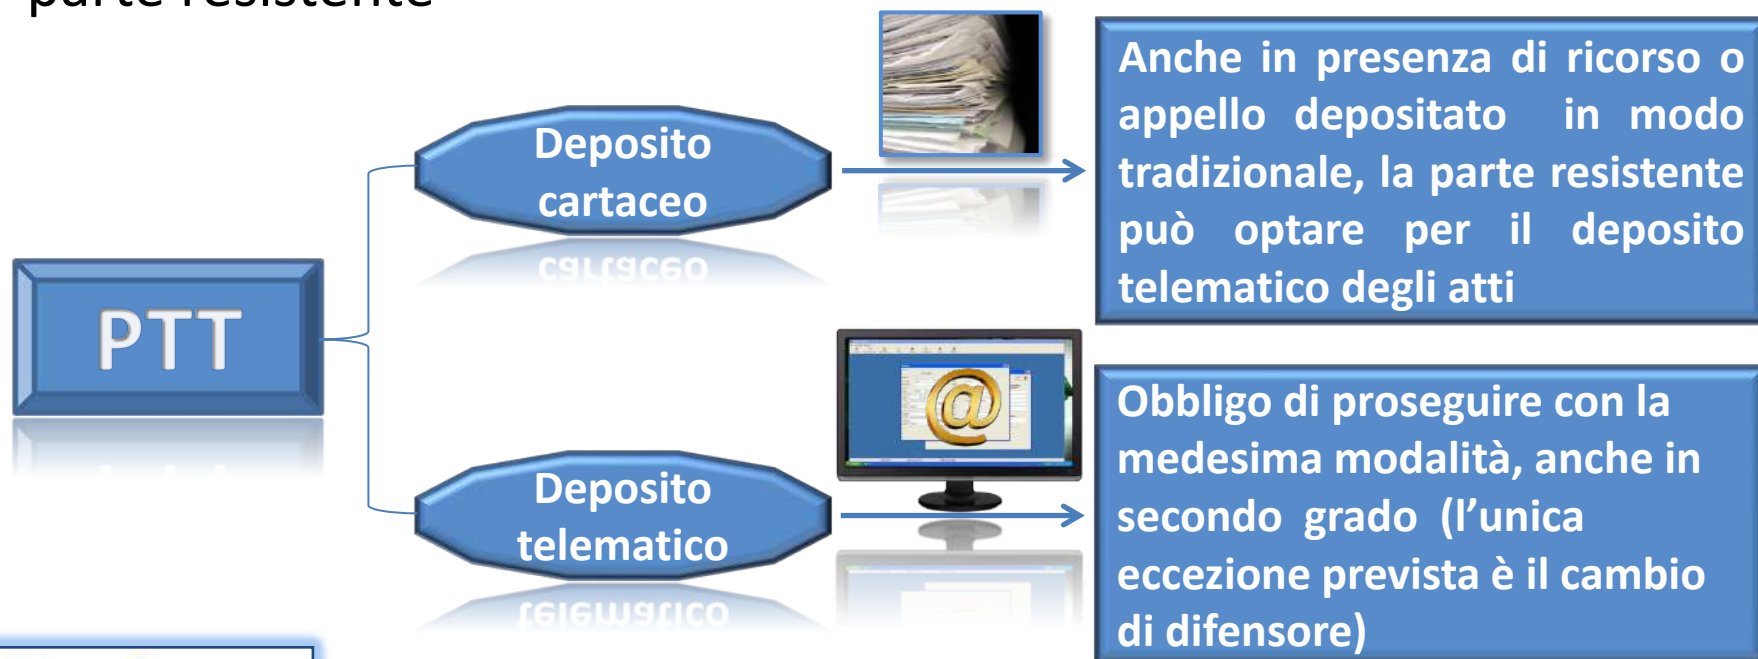 parte resistente
Deposito
cartaceo
Anche in presenza di ricorso o
appello depositato in modo
tradizionale, la parte resistente
può optare per il deposito
telematico degli atti
PTT
Deposito
telematico
Obbligo di proseguire con la
medesima modalità, anche in
secondo grado (l'unica
eccezione prevista è il cambio
di difensore)